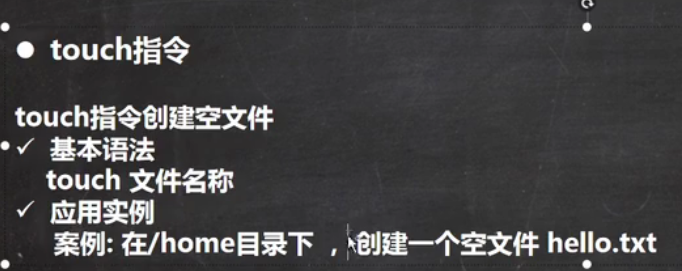 ● touch指令
touch指令创建空文件
✓ 基本语法
touch 文件名称
✓ 应用实例
案例: 在/home目录下 ，创建一个空文件 hello.txt